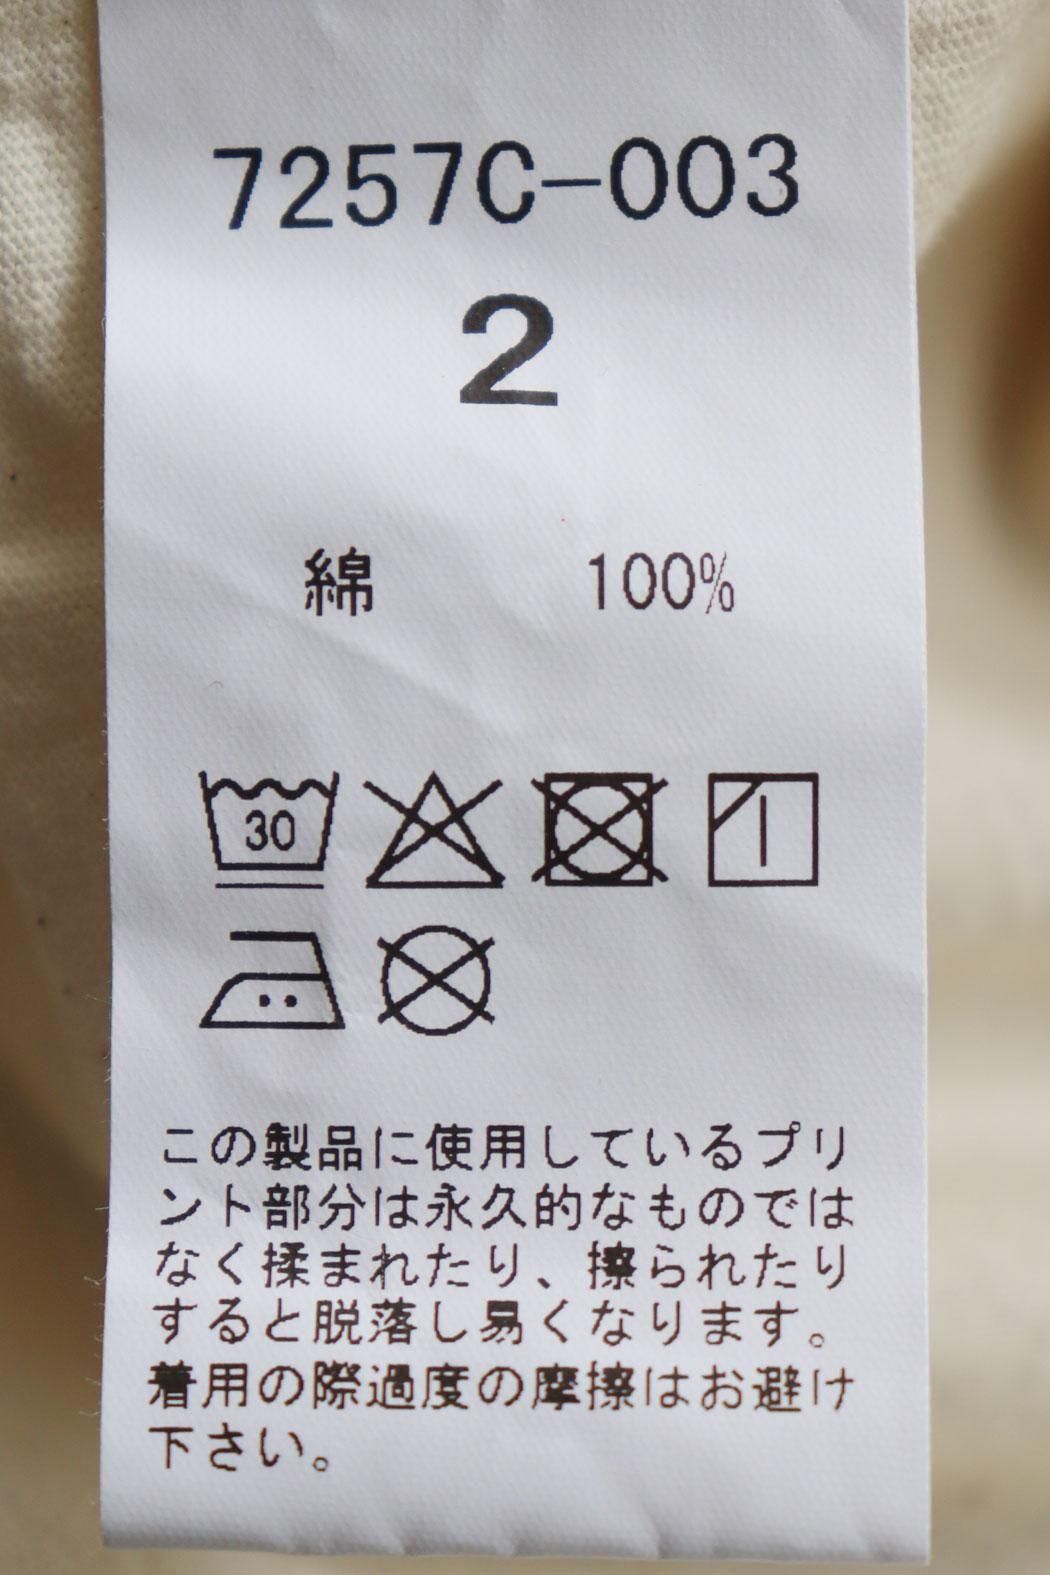 7257C-003
2
綿 100%
30
この製品に使用しているプリ
ント部分は永久的なものでは
なく揉まれたり、擦られたり
すると脱落し易くなります。
着用の際過度の摩擦はお避け
下さい。